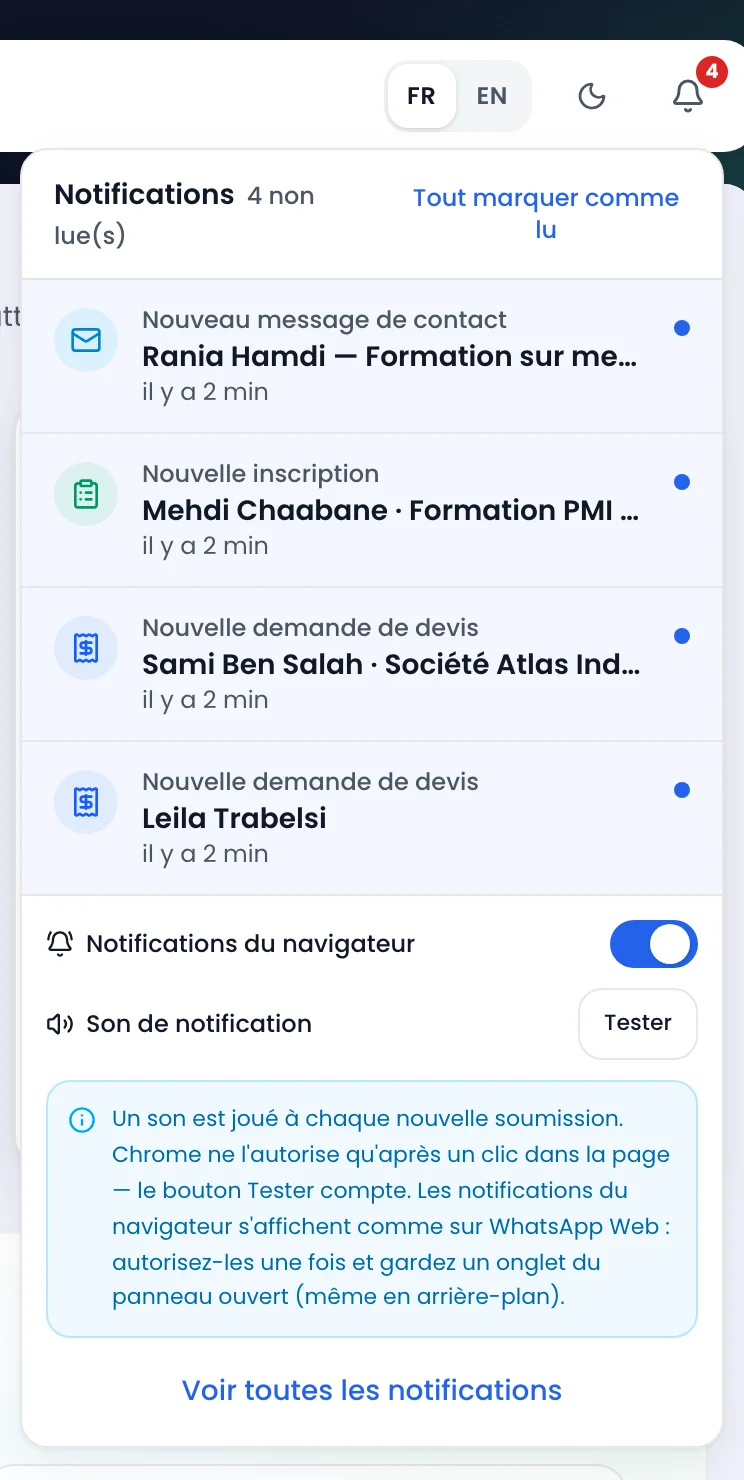 FR EN
4
Notifications 4 non
lue(s)
Tout marquer comme
lu
Nouveau message de contact
Rania Hamdi — Formation sur me...
il y a 2 min
Nouvelle inscription
Mehdi Chaabane · Formation PMI ...
il y a 2 min
Nouvelle demande de devis
Sami Ben Salah · Société Atlas Ind...
il y a 2 min
Nouvelle demande de devis
Leila Trabelsi
il y a 2 min
Notifications du navigateur
Son de notification
Tester
Un son est joué à chaque nouvelle soumission.
Chrome ne l'autorise qu'après un clic dans la page
— le bouton Tester compte. Les notifications du
navigateur s'affichent comme sur WhatsApp Web :
autorisez-les une fois et gardez un onglet du
panneau ouvert (même en arrière-plan).
Voir toutes les notifications